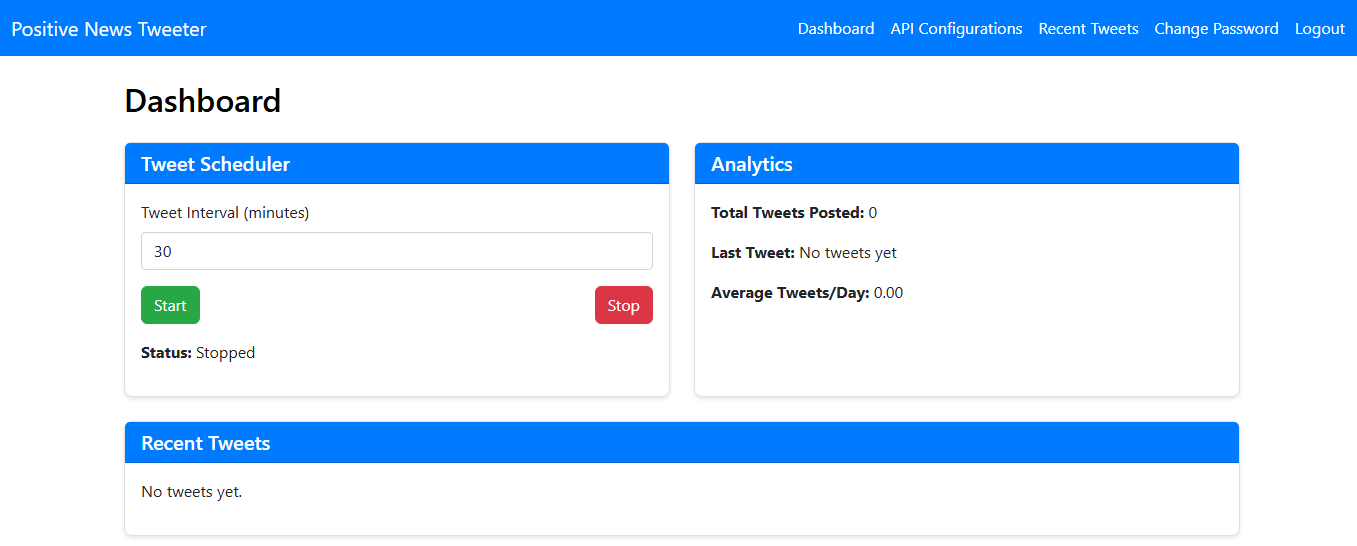 Positive News Tweeter
Dashboard API Configurations Recent Tweets Change Password Logout
Dashboard
Tweet Scheduler
Tweet Interval (minutes)
30
Start
Stop
Status: Stopped
Analytics
Total Tweets Posted: 0
Last Tweet: No tweets yet
Average Tweets/Day: 0.00
Recent Tweets
No tweets yet.